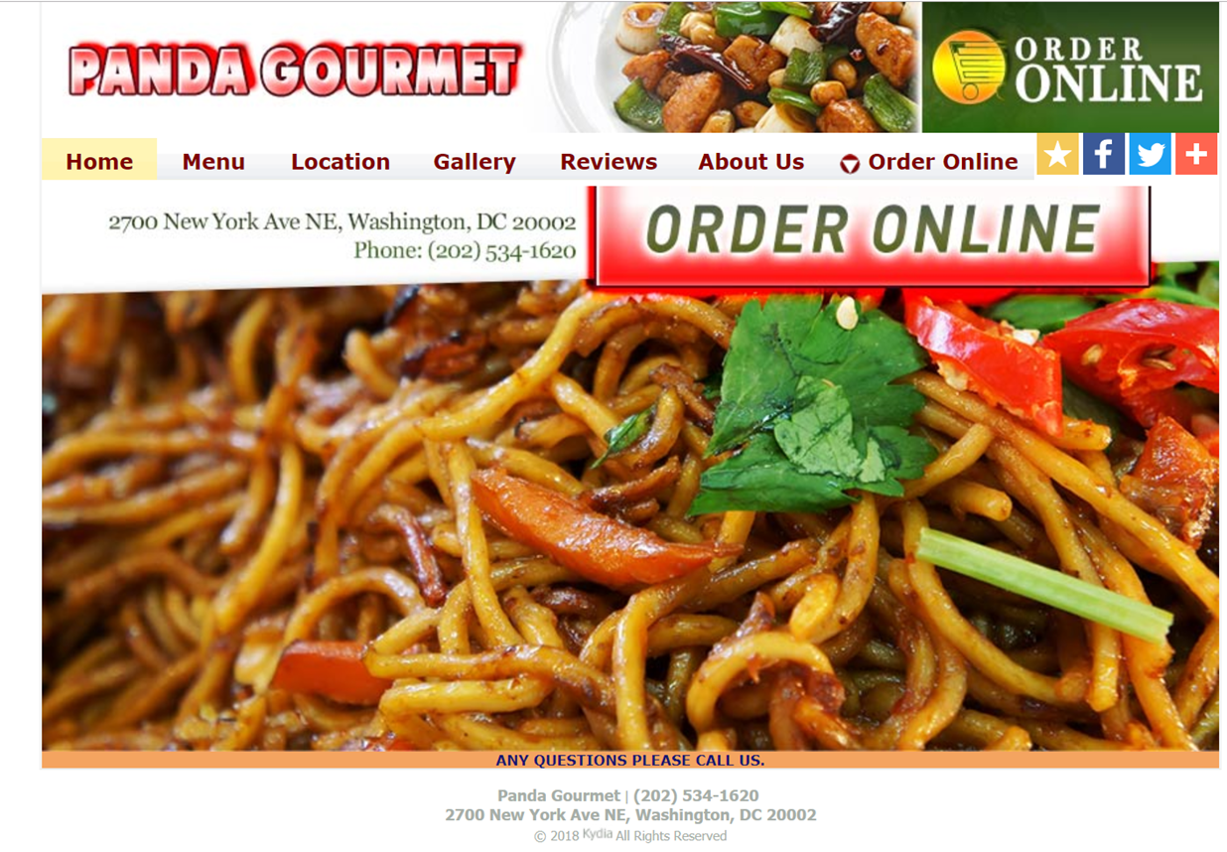 PANDA GOURMET
ORDER
ONLINE
Home Menu Location Gallery Reviews About Us Order Online
2700 New York Ave NE, Washington, DC 20002
Phone: (202) 534-1620
ORDER ONLINE
ANY QUESTIONS PLEASE CALL US.
Panda Gourmet | (202) 534-1620
2700 New York Ave NE, Washington, DC 20002
© 2018 Kydia All Rights Reserved